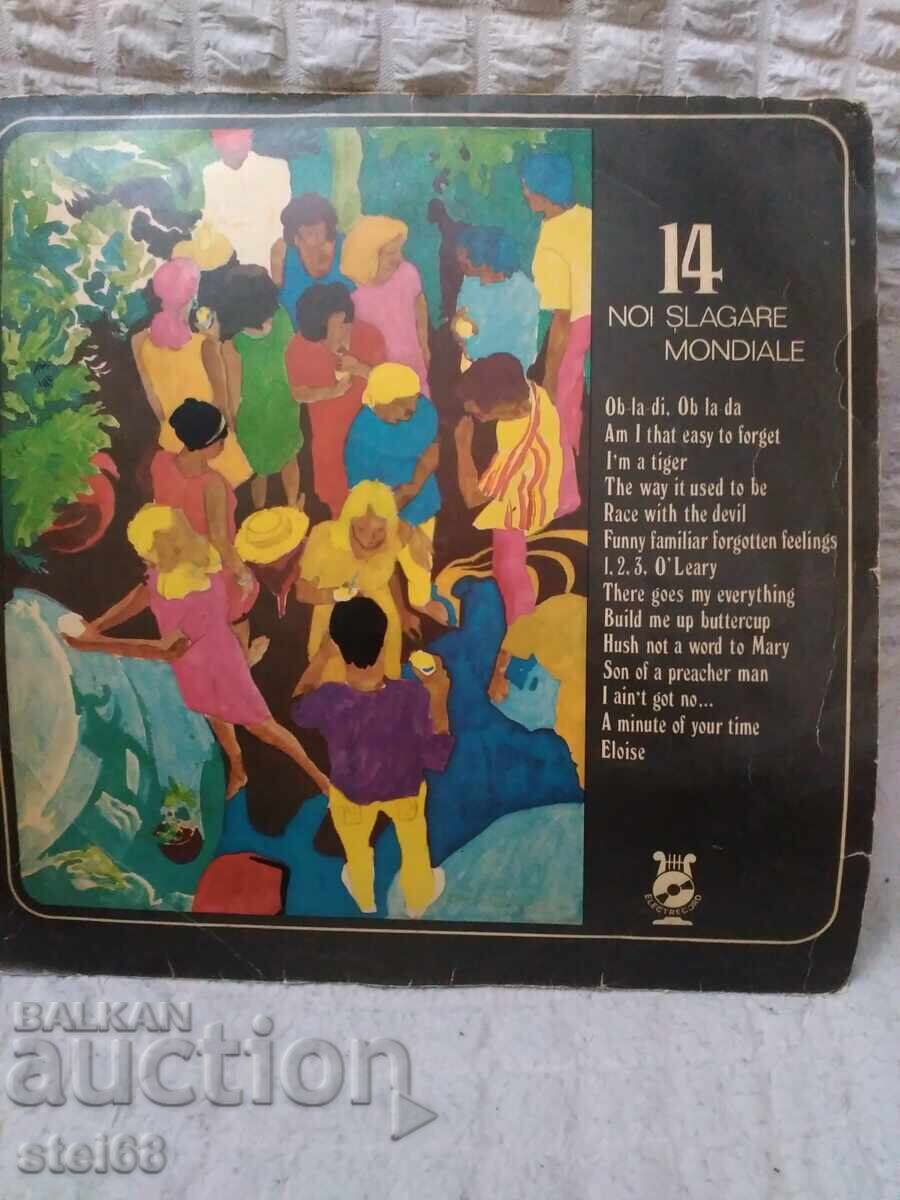 14
NOI ȘLAGARE
MONDIALE
Ob-la-di, Ob la da
Am I that easy to forget
I'm a tiger
The way it used to be
Race with the devil
Funny familiar forgotten feelings
1, 2, 3, O'Leary
There goes my everything
Build me up buttercup
Hush not a word to Mary
Son of a preacher man
I ain't got no...
A minute of your time
Eloise
ELECTRECORD
BALKAN
auction
stei68